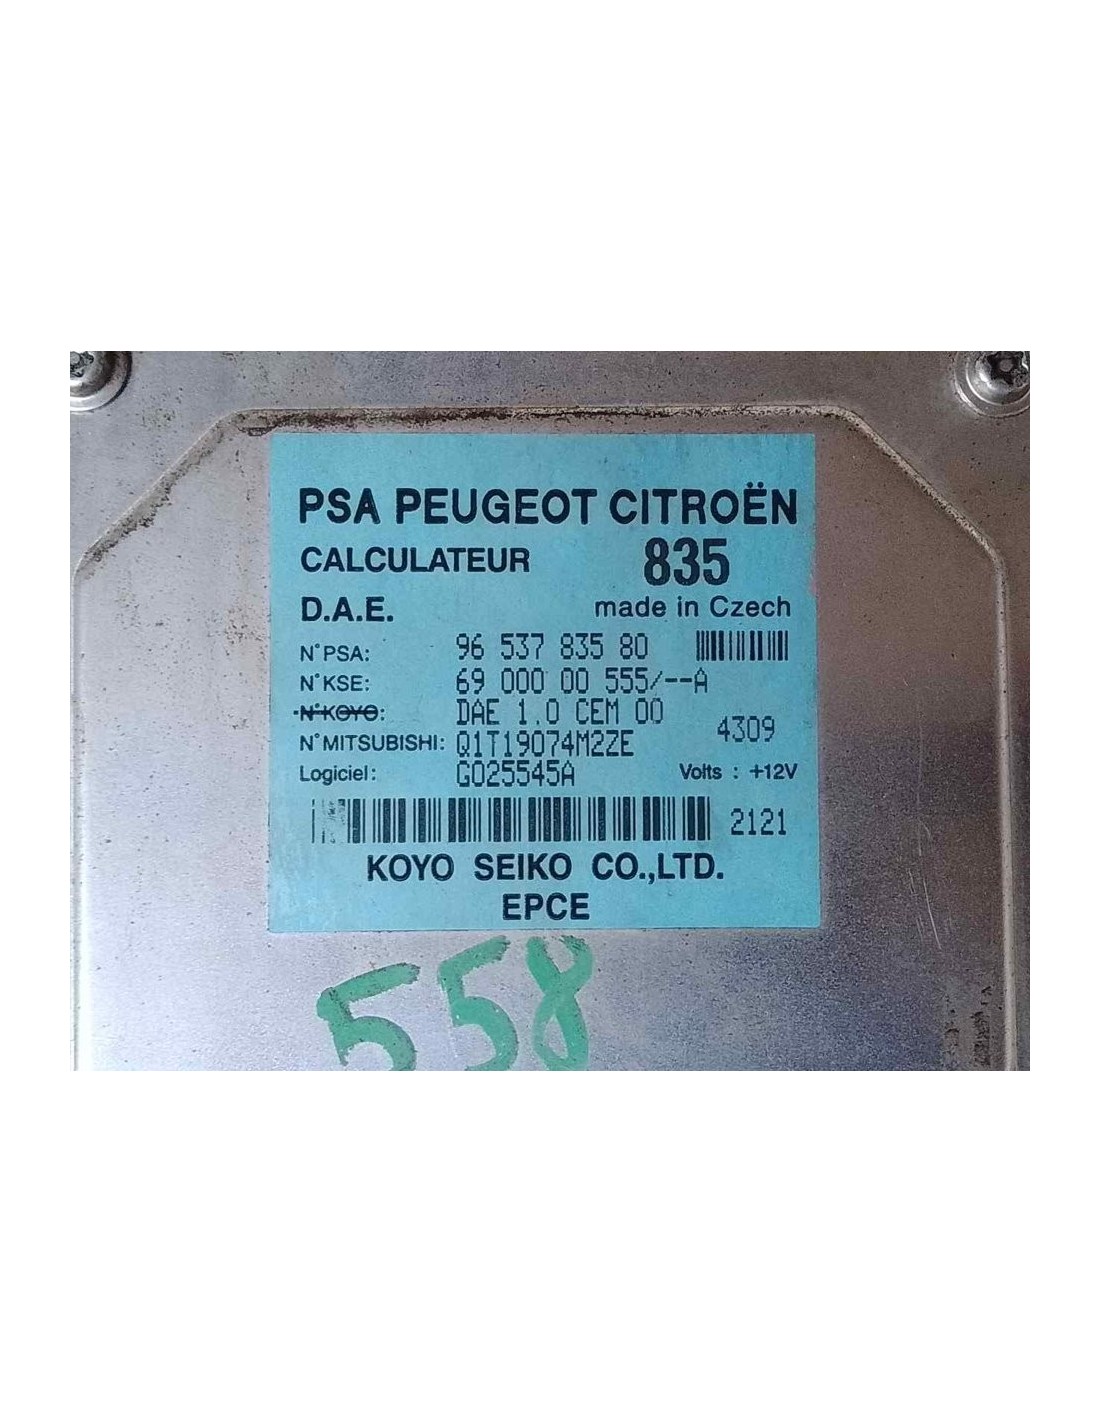 PSA PEUGEOT CITROËN
CALCULATEUR 835
D.A.E. made in Czech
N°PSA: 96 537 835 80
N°KSE: 69 000 00 555/--A
N°KOYO: DAE 1.0 CEM 00
N°MITSUBISHI: Q1T19074M2ZE 4309
Logiciel: G025545A Volts : +12V
2121
KOYO SEIKO CO.,LTD.
EPCE
558